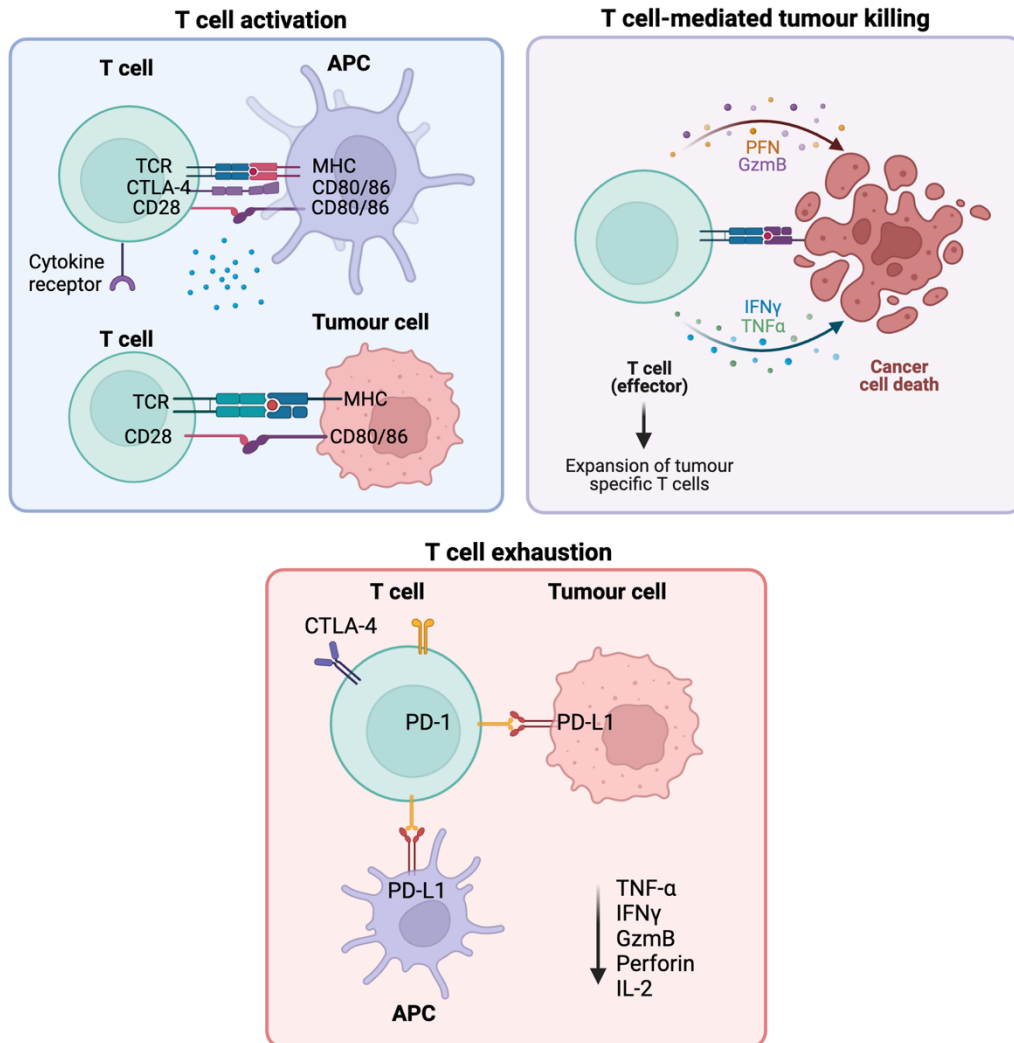 T cell activation
T cell
APC
TCR
MHC
CTLA-4
CD80/86
CD28
CD80/86
Cytokine
receptor
T cell
Tumour cell
TCR
MHC
CD28
CD80/86
T cell-mediated tumour killing
PFN
GzmB
IFNγ
TNFα
T cell
(effector)
Cancer
cell death
Expansion of tumour
specific T cells
T cell exhaustion
T cell
Tumour cell
CTLA-4
PD-1
PD-L1
PD-L1
APC
TNF-α
IFNγ
GzmB
Perforin
IL-2